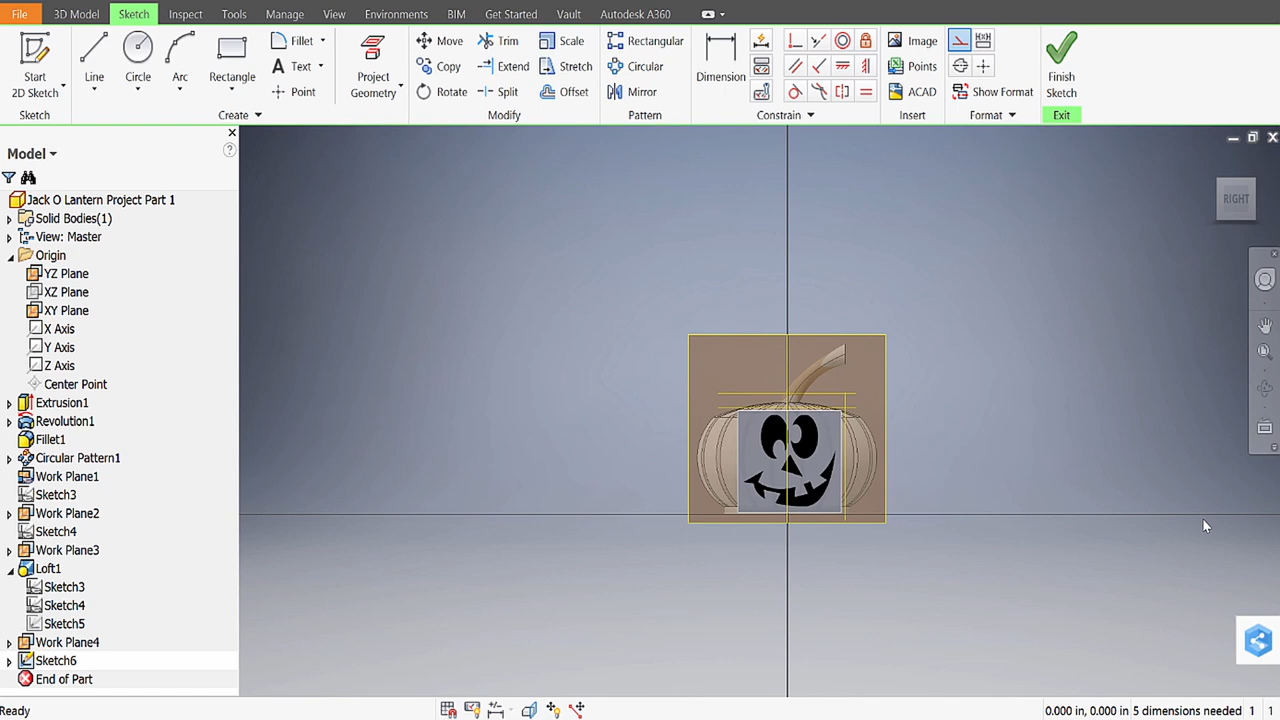 File 3D Model Sketch Inspect Tools Manage View Environments BIM Get Started Vault Autodesk A360
Start
2D Sketch
Line
Circle
Arc
Rectangle
Fillet
Text
Point
Project
Geometry
Move
Copy
Rotate
Trim
Extend
Split
Scale
Stretch
Offset
Rectangular
Circular
Mirror
Dimension
Image
Points
ACAD
Show Format
Finish
Sketch
Sketch Create Modify Pattern Constrain Insert Format Exit
Model
Jack O Lantern Project Part 1
Solid Bodies(1)
View: Master
Origin
YZ Plane
XZ Plane
XY Plane
X Axis
Y Axis
Z Axis
Center Point
Extrusion1
Revolution1
Fillet1
Circular Pattern1
Work Plane1
Sketch3
Work Plane2
Sketch4
Work Plane3
Loft1
Sketch3
Sketch4
Sketch5
Work Plane4
Sketch6
End of Part
RIGHT
Ready
0.000 in, 0.000 in 5 dimensions needed 1 1